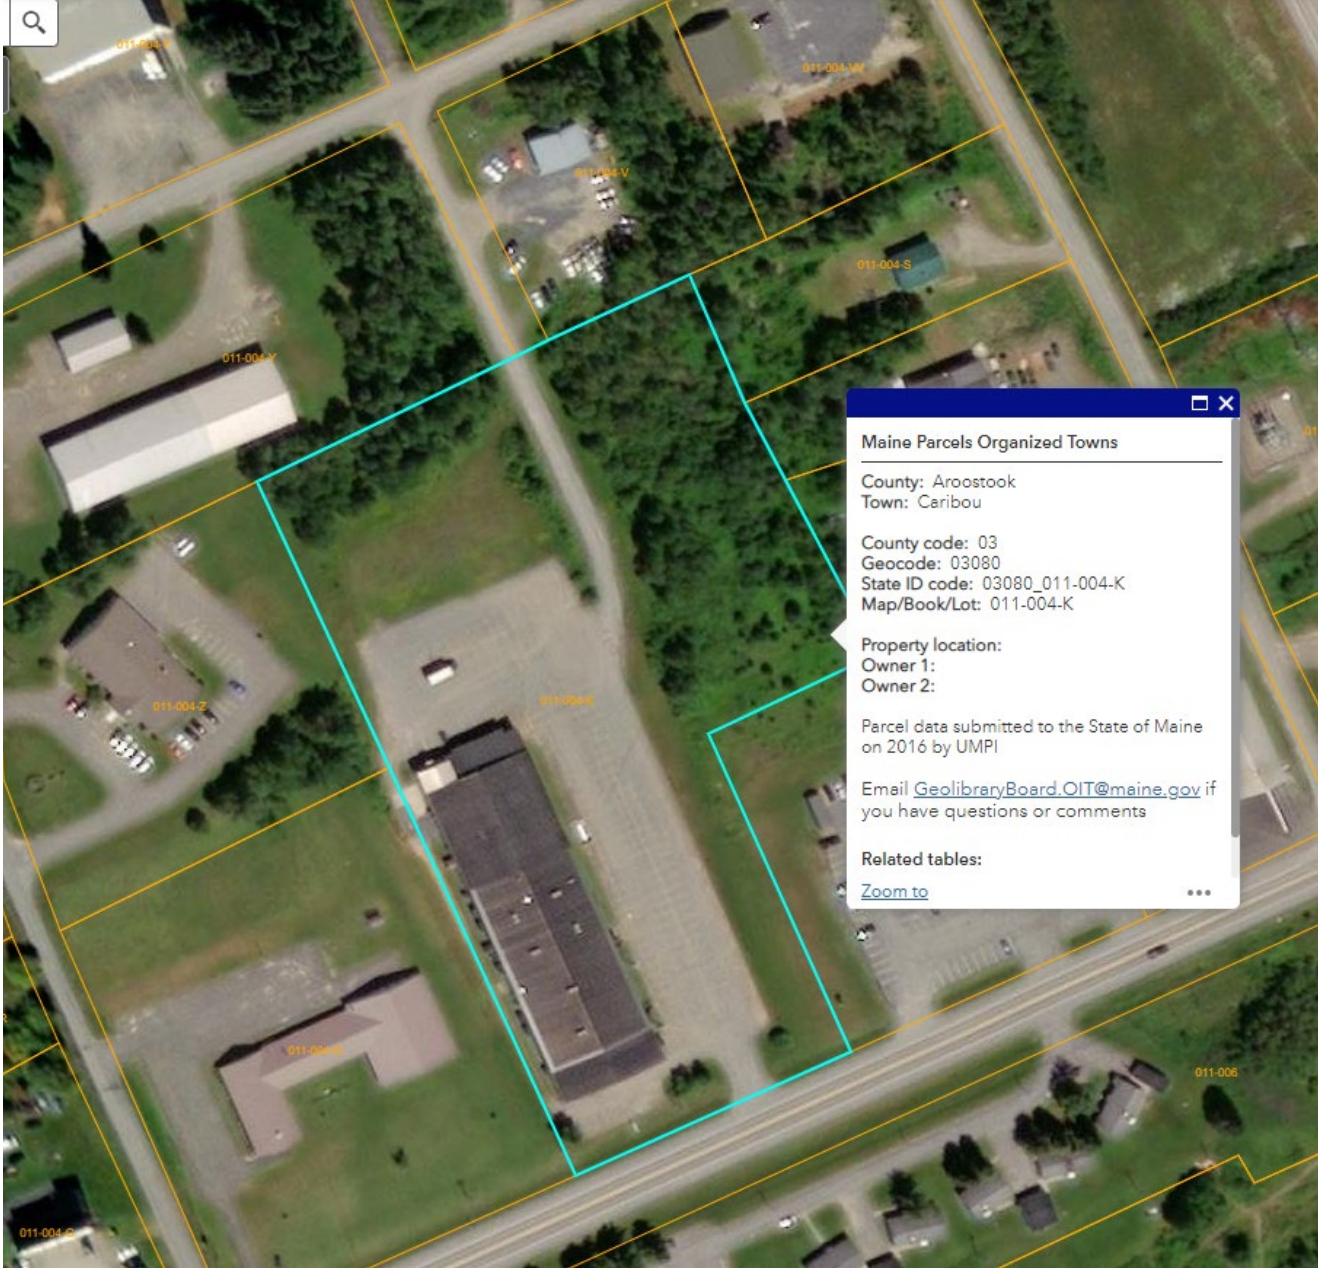 011-004-V
011-004-S
011-004-Y
Maine Parcels Organized Towns
County: Aroostook
Town: Caribou
County code: 03
Geocode: 03080
State ID code: 03080_011-004-K
Map/Book/Lot: 011-004-K
Property location:
Owner 1:
Owner 2:
011-004-Z
Parcel data submitted to the State of Maine
on 2016 by UMPI
Email GeolibraryBoard.OIT@maine.gov if
you have questions or comments
Related tables:
Zoom to
011-006